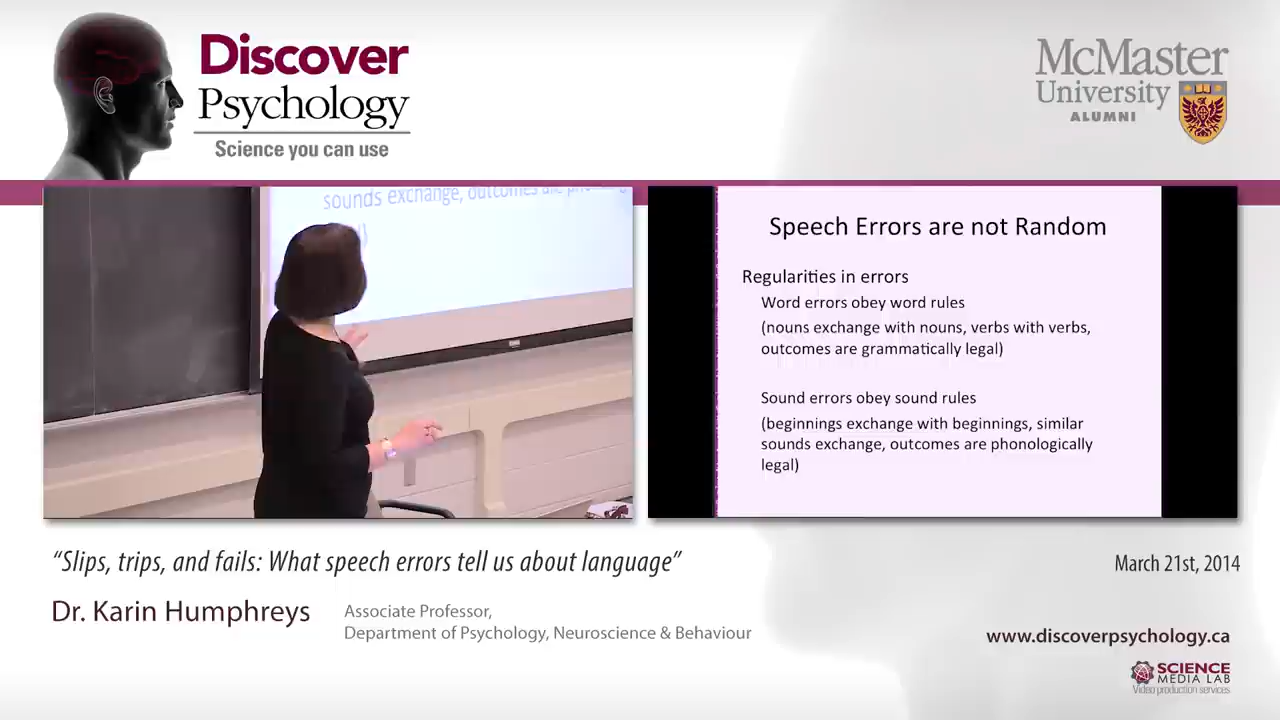 Discover
Psychology
Science you can use
McMaster
University
ALUMNI
sounds exchange, outcomes are
Speech Errors are not Random
Regularities in errors
Word errors obey word rules
(nouns exchange with nouns, verbs with verbs,
outcomes are grammatically legal)
Sound errors obey sound rules
(beginnings exchange with beginnings, similar
sounds exchange, outcomes are phonologically
legal)
“Slips, trips, and fails: What speech errors tell us about language”
March 21st, 2014
Dr. Karin Humphreys
Associate Professor,
Department of Psychology, Neuroscience & Behaviour
www.discoverpsychology.ca
SCIENCE
MEDIA LAB
Video production services